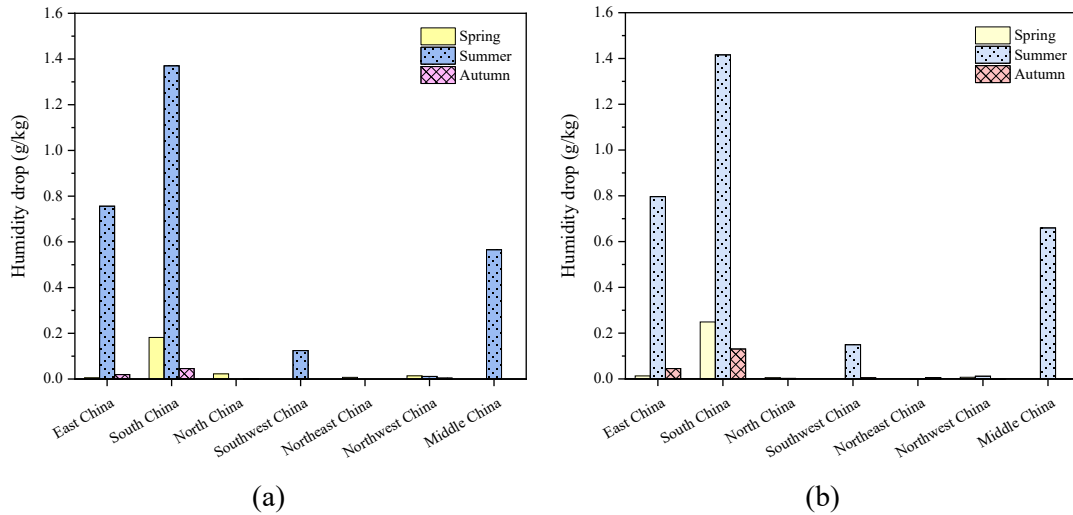 1.6
1.4
1.2
1.0
0.8
0.6
0.4
0.2
0.0
Humidity drop (g/kg)
Spring
Summer
Autumn
East China
South China
North China
Southwest China
Northeast China
Northwest China
Middle China
(a)
1.6
1.4
1.2
1.0
0.8
0.6
0.4
0.2
0.0
Humidity drop (g/kg)
Spring
Summer
Autumn
East China
South China
North China
Southwest China
Northeast China
Northwest China
Middle China
(b)